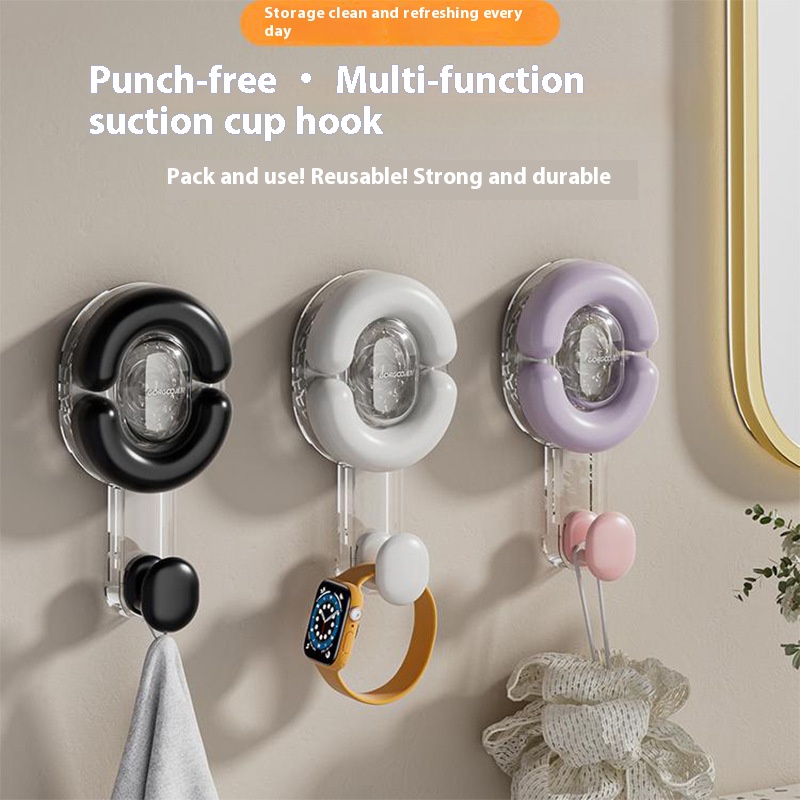 Storage clean and refreshing every
day
Punch-free • Multi-function
suction cup hook
Pack and use! Reusable! Strong and durable